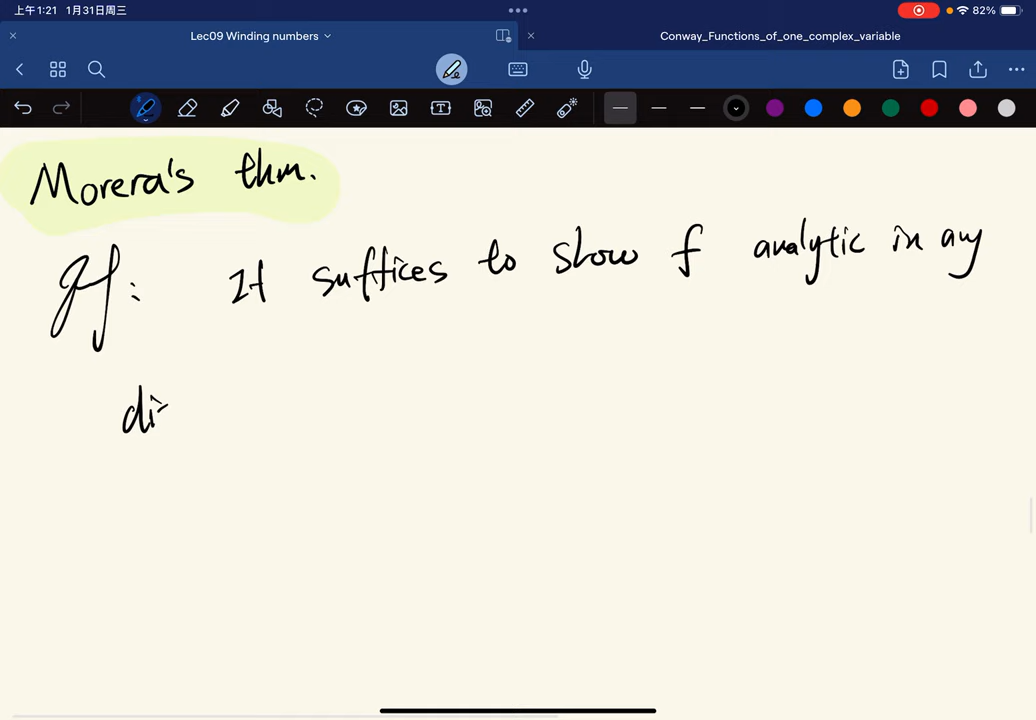 上午1:21 1月31日周三
82%
Lec09 Winding numbers
Conway_Functions_of_one_complex_variable
Morera's thm.
pf: It suffices to show f analytic in any
di